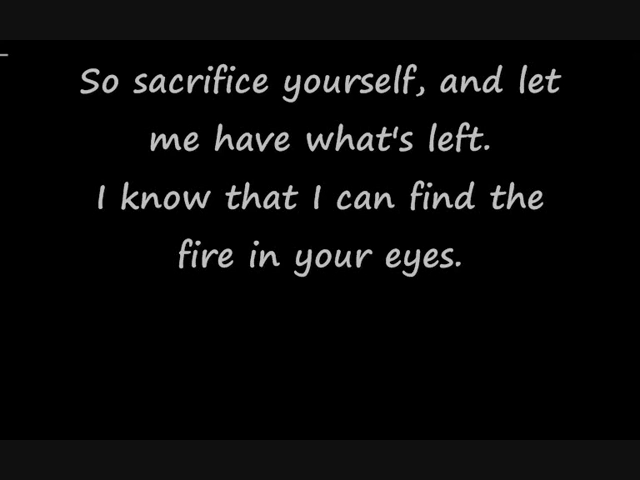 So sacrifice yourself, and let
me have what's left.
I know that I can find the
fire in your eyes.